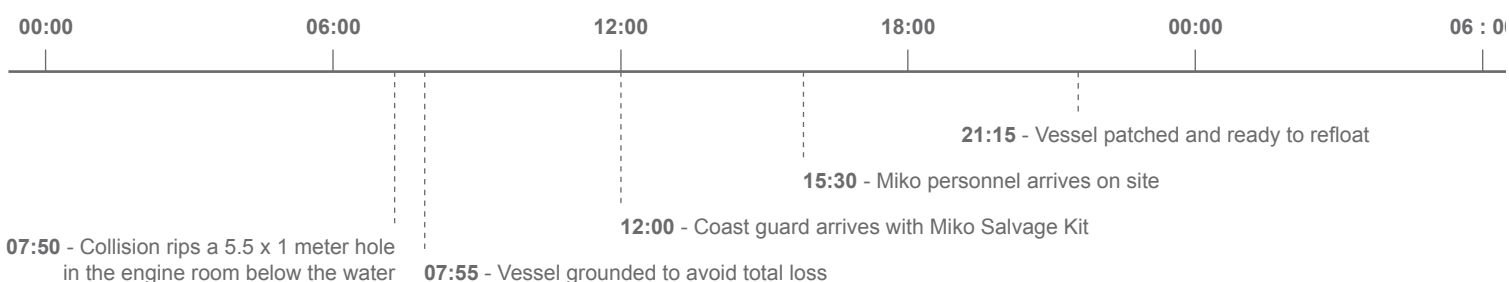 00:00 06:00 12:00 18:00 00:00 06 : 00
21:15 - Vessel patched and ready to refloat
15:30 - Miko personnel arrives on site
12:00 - Coast guard arrives with Miko Salvage Kit
07:50 - Collision rips a 5.5 x 1 meter hole
in the engine room below the water
07:55 - Vessel grounded to avoid total loss